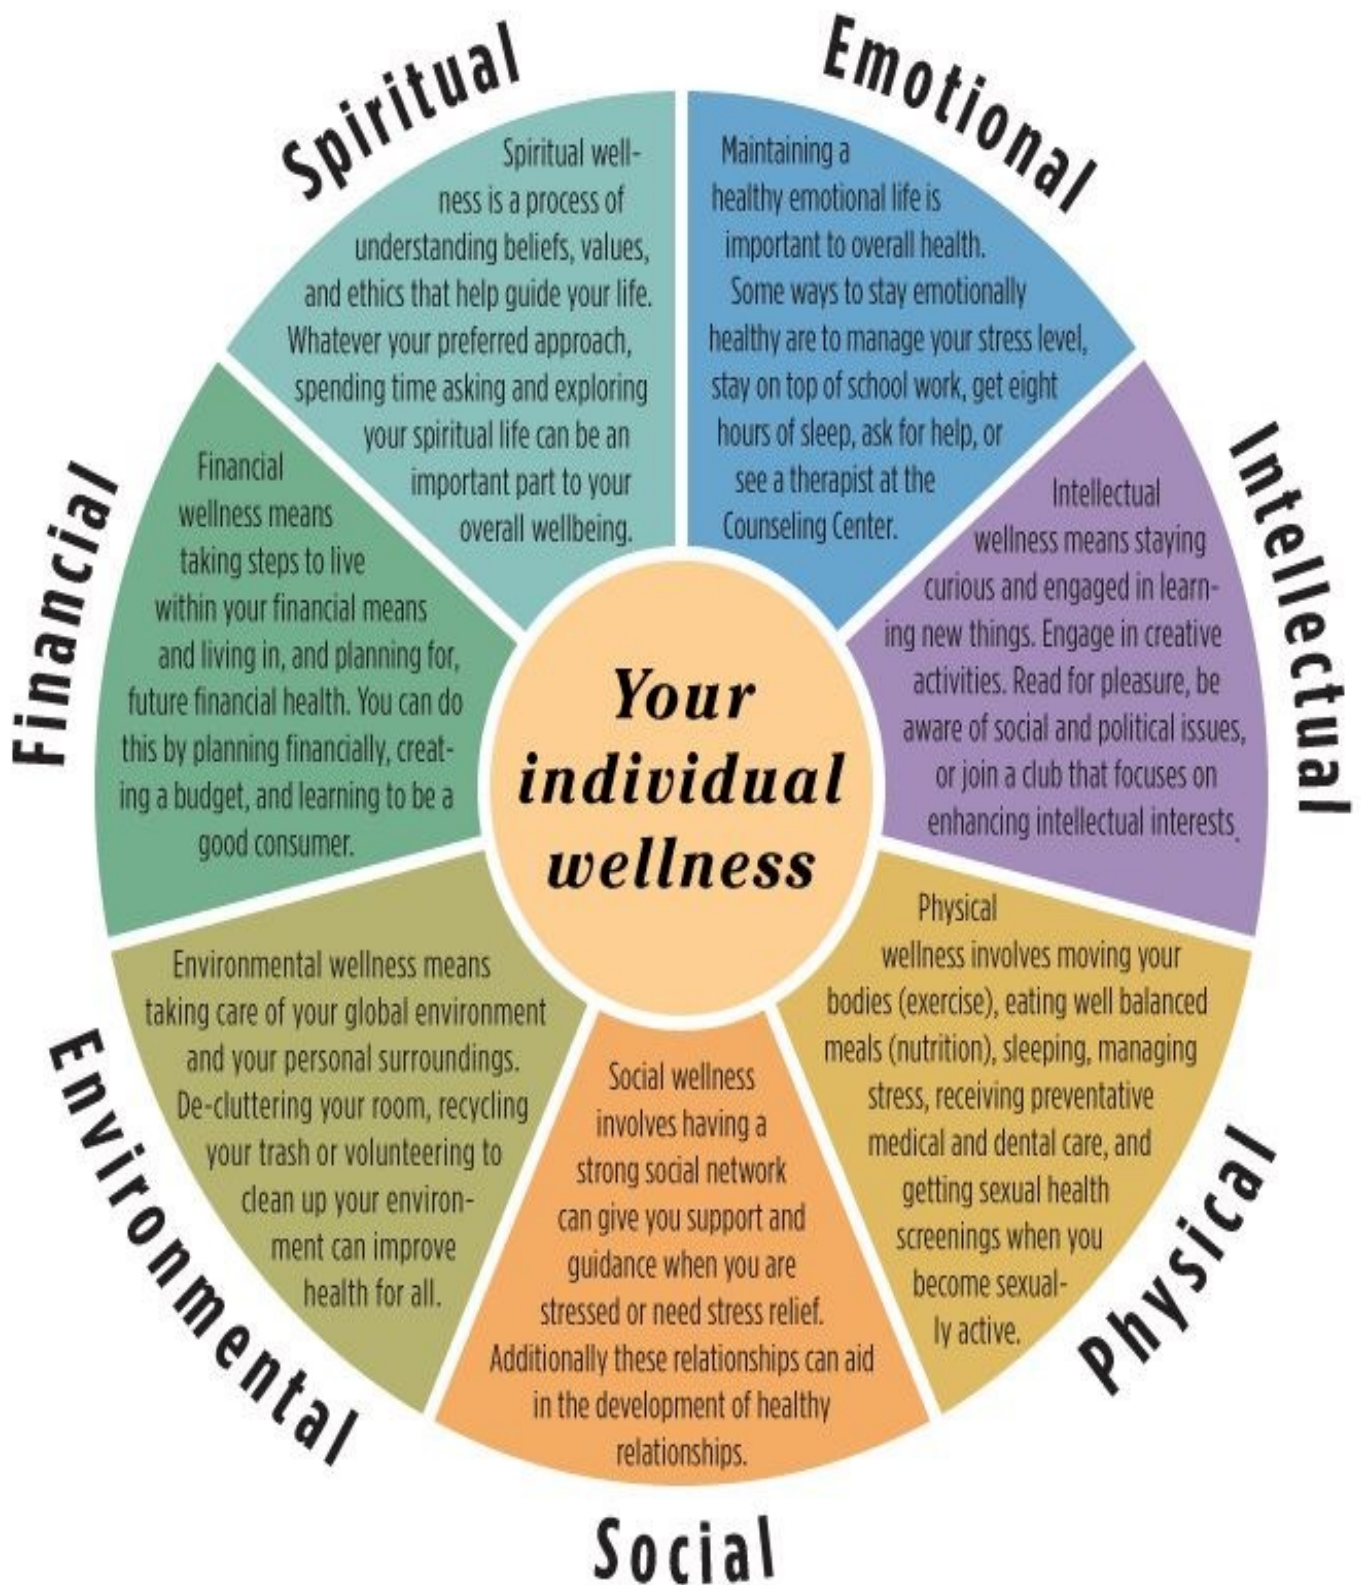 Spiritual
Spiritual well-
ness is a process of
understanding beliefs, values,
and ethics that help guide your life.
Whatever your preferred approach,
spending time asking and exploring
your spiritual life can be an
important part to your
overall wellbeing.
Emotional
Maintaining a
healthy emotional life is
important to overall health.
Some ways to stay emotionally
healthy are to manage your stress level,
stay on top of school work, get eight
hours of sleep, ask for help, or
see a therapist at the
Counseling Center.
Intellectual
Intellectual
wellness means staying
curious and engaged in learn-
ing new things. Engage in creative
activities. Read for pleasure, be
aware of social and political issues,
or join a club that focuses on
enhancing intellectual interests.
Physical
Physical
wellness involves moving your
bodies (exercise), eating well balanced
meals (nutrition), sleeping, managing
stress, receiving preventative
medical and dental care, and
getting sexual health
screenings when you
become sexual-
ly active.
Social
Social wellness
involves having a
strong social network
can give you support and
guidance when you are
stressed or need stress relief.
Additionally these relationships can aid
in the development of healthy
relationships.
Environmental
Environmental wellness means
taking care of your global environment
and your personal surroundings.
De-cluttering your room, recycling
your trash or volunteering to
clean up your environ-
ment can improve
health for all.
Financial
Financial
wellness means
taking steps to live
within your financial means
and living in, and planning for,
future financial health. You can do
this by planning financially, creat-
ing a budget, and learning to be a
good consumer.
Your
individual
wellness